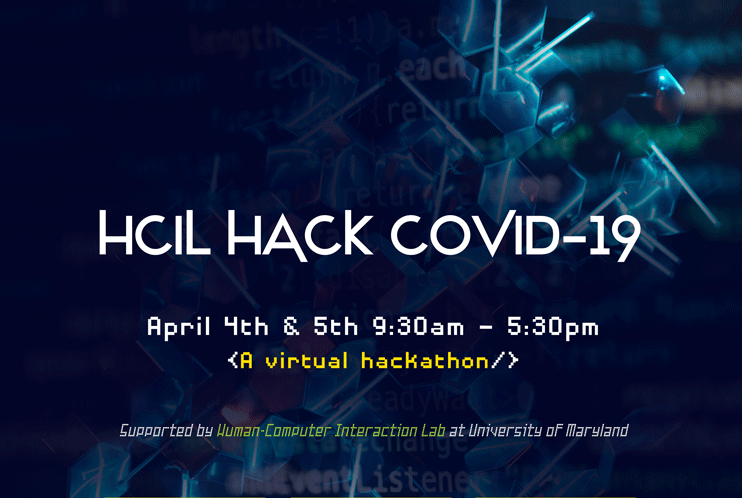 HCIL HACK COVID-19
April 4th & 5th 9:30am - 5:30pm
<A virtual hackathon/>
Supported by Human-Computer Interaction Lab at University of Maryland